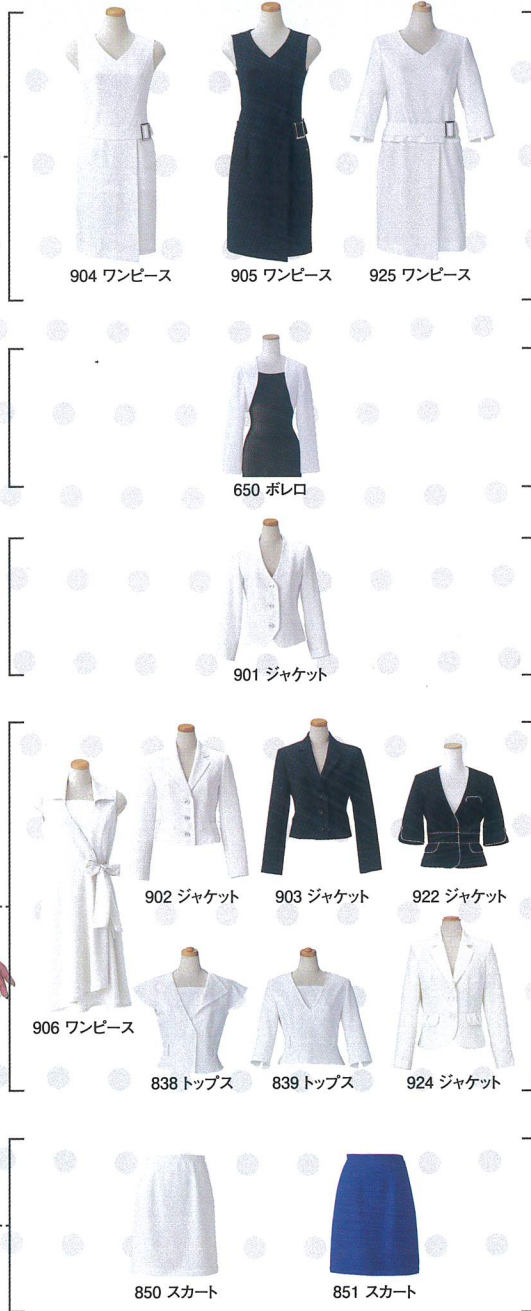 904 ワンピース
905 ワンピース
925 ワンピース
650 ボレロ
901 ジャケット
902 ジャケット
903 ジャケット
922 ジャケット
906 ワンピース
838 トップス
839 トップス
924 ジャケット
850 スカート
851 スカート